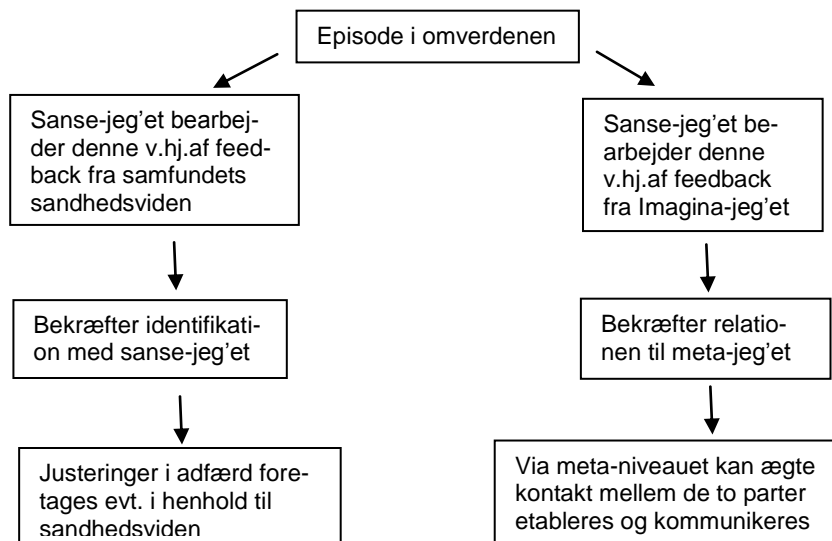 Episode i omverdenen
Sanse-jeg’et bearbej-
der denne v.hj.af feed-
back fra samfundets
sandhedsviden
Sanse-jeg’et be-
arbejder denne
v.hj.af feedback
fra Imagina-jeg’et
Bekræfter identifikati-
on med sanse-jeg’et
Bekræfter relatio-
nen til meta-jeg’et
Justeringer i adfærd fore-
tages evt. i henhold til
sandhedsviden
Via meta-niveauet kan ægte
kontakt mellem de to parter
etableres og kommunikeres